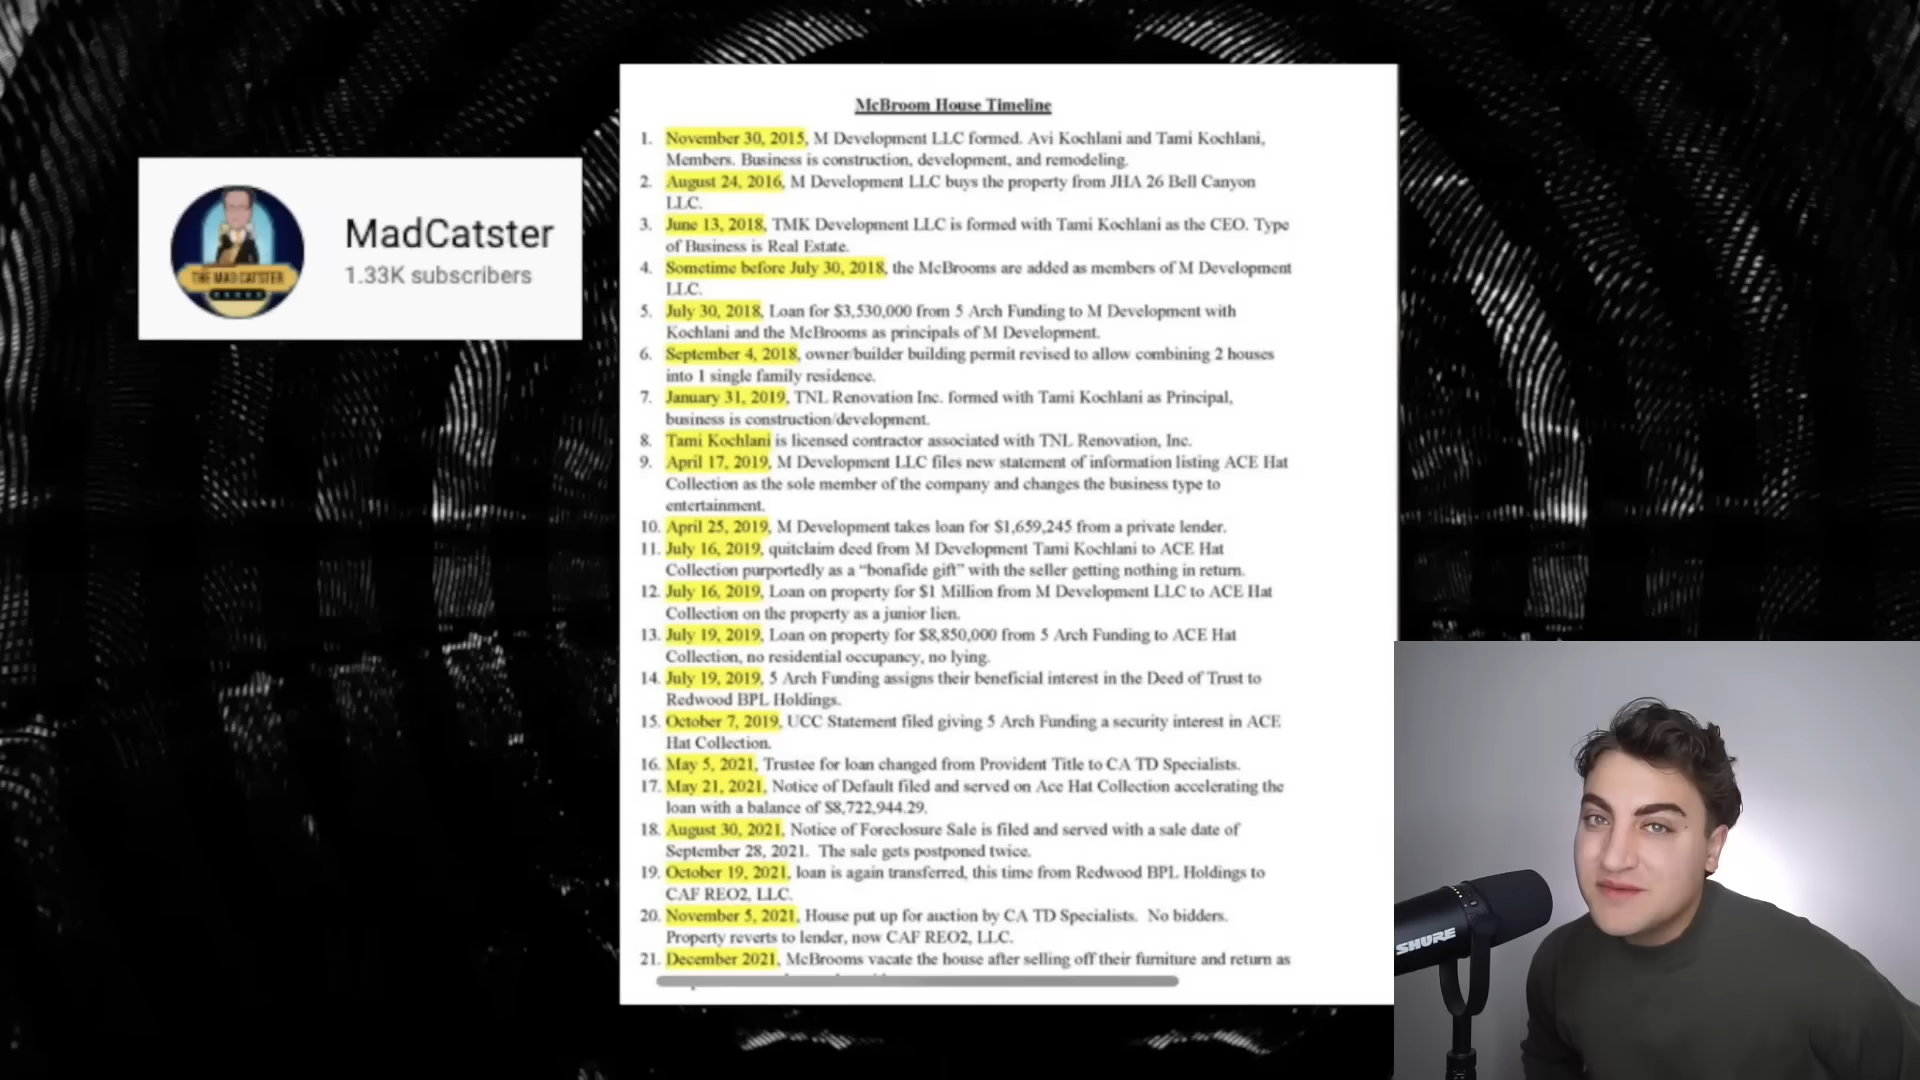 MadCatster
1.33K subscribers
THE MAD CATSTER
McBroom House Timeline
1. November 30, 2015, M Development LLC formed. Avi Kochlani and Tami Kochlani,
Members. Business is construction, development, and remodeling.
2. August 24, 2016, M Development LLC buys the property from JHA 26 Bell Canyon
LLC.
3. June 13, 2018, TMK Development LLC is formed with Tami Kochlani as the CEO. Type
of Business is Real Estate.
4. Sometime before July 30, 2018, the McBrooms are added as members of M Development
LLC.
5. July 30, 2018, Loan for $3,530,000 from 5 Arch Funding to M Development with
Kochlani and the McBrooms as principals of M Development.
6. September 4, 2018, owner/builder building permit revised to allow combining 2 houses
into 1 single family residence.
7. January 31, 2019, TNL Renovation Inc. formed with Tami Kochlani as Principal,
business is construction/development.
8. Tami Kochlani is licensed contractor associated with TNL Renovation, Inc.
9. April 17, 2019, M Development LLC files new statement of information listing ACE Hat
Collection as the sole member of the company and changes the business type to
entertainment.
10. April 25, 2019, M Development takes loan for $1,659,245 from a private lender.
11. July 16, 2019, quitclaim deed from M Development Tami Kochlani to ACE Hat
Collection purportedly as a “bonafide gift” with the seller getting nothing in return.
12. July 16, 2019, Loan on property for $1 Million from M Development LLC to ACE Hat
Collection on the property as a junior lien.
13. July 19, 2019, Loan on property for $8,850,000 from 5 Arch Funding to ACE Hat
Collection, no residential occupancy, no lying.
14. July 19, 2019, 5 Arch Funding assigns their beneficial interest in the Deed of Trust to
Redwood BPL Holdings.
15. October 7, 2019, UCC Statement filed giving 5 Arch Funding a security interest in ACE
Hat Collection.
16. May 5, 2021, Trustee for loan changed from Provident Title to CA TD Specialists.
17. May 21, 2021, Notice of Default filed and served on Ace Hat Collection accelerating the
loan with a balance of $8,722,944.29.
18. August 30, 2021, Notice of Foreclosure Sale is filed and served with a sale date of
September 28, 2021. The sale gets postponed twice.
19. October 19, 2021, loan is again transferred, this time from Redwood BPL Holdings to
CAF REO2, LLC.
20. November 5, 2021, House put up for auction by CA TD Specialists. No bidders.
Property reverts to lender, now CAF REO2, LLC.
21. December 2021, McBrooms vacate the house after selling off their furniture and return as
SHURE